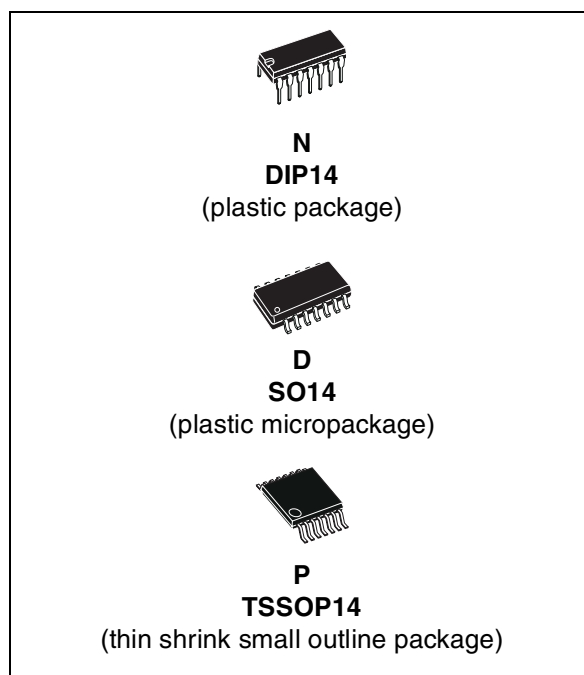 N
DIP14
(plastic package)
D
SO14
(plastic micropackage)
P
TSSOP14
(thin shrink small outline package)